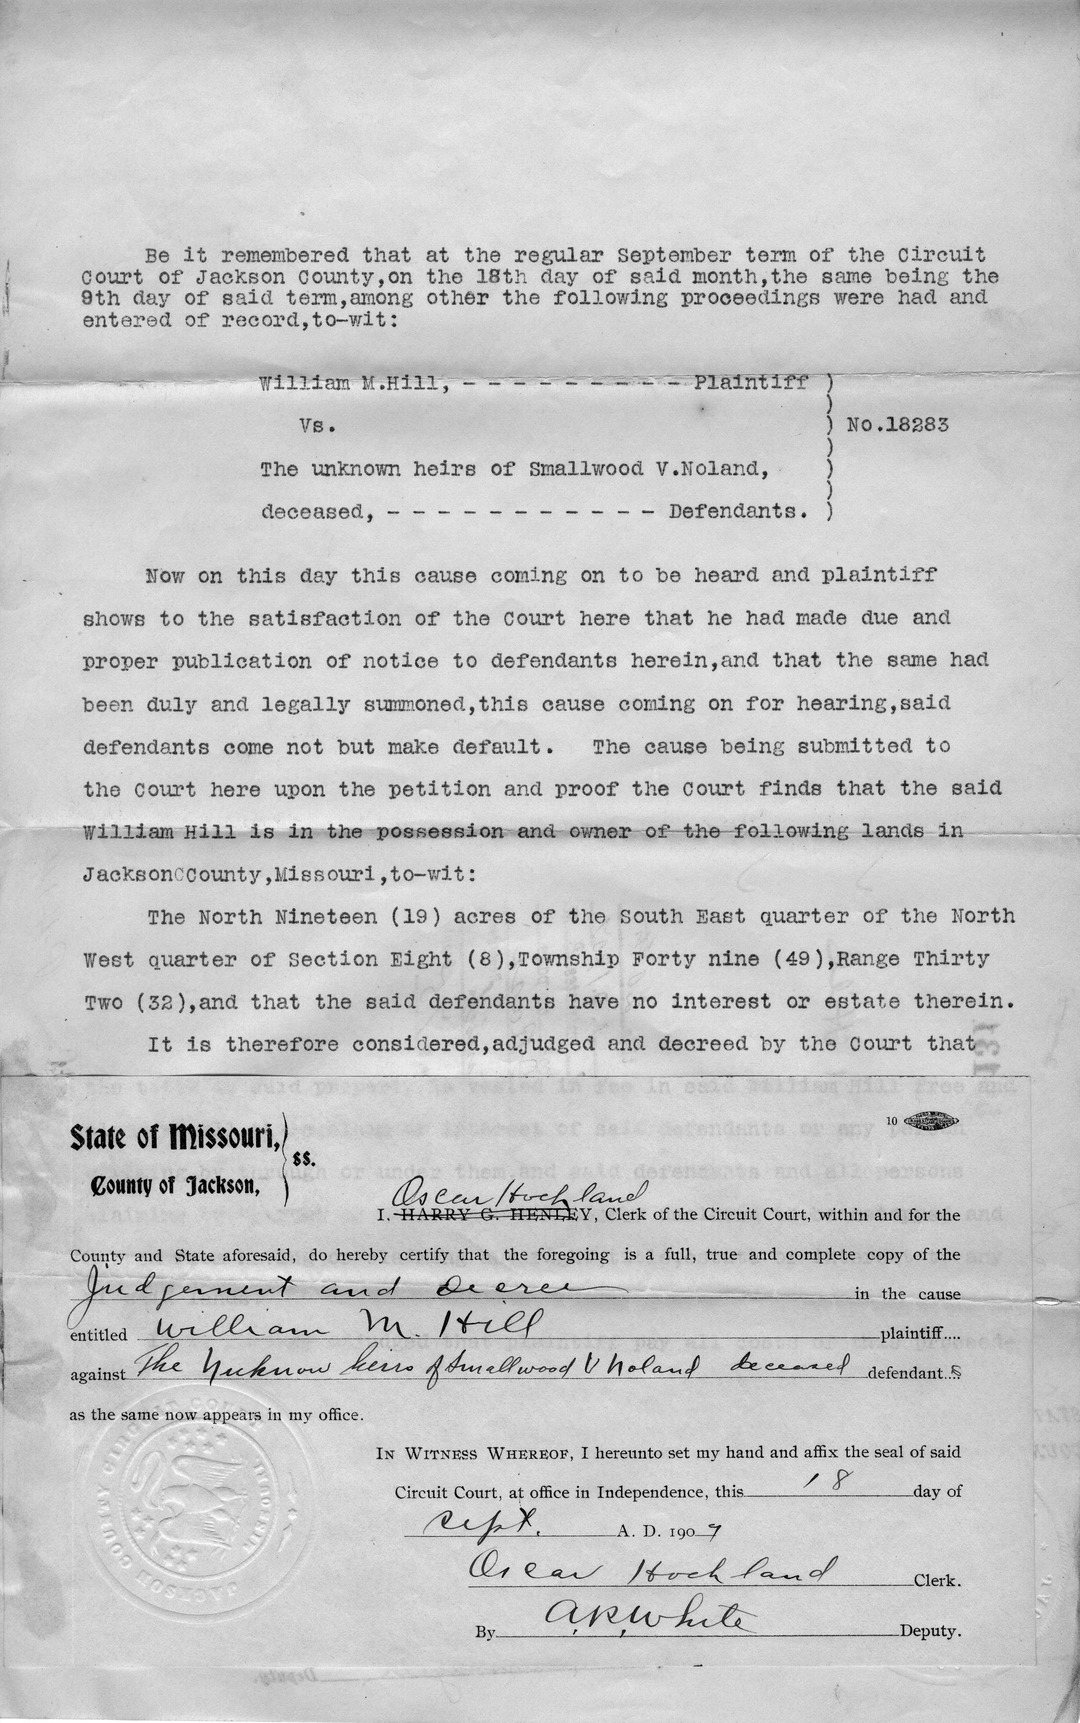 Be it remembered that at the regular September term of the Circuit
Court of Jackson County,on the 18th day of said month,the same being the
9th day of said term,among other the following proceedings were had and
entered of record,to-wit:
William M.Hill, - - - - - - - - - Plaintiff )
)
Vs. ) No.18283
)
The unknown heirs of Smallwood V.Noland, )
)
deceased, - - - - - - - - - - - Defendants. )
Now on this day this cause coming on to be heard and plaintiff
shows to the satisfaction of the Court here that he had made due and
proper publication of notice to defendants herein,and that the same had
been duly and legally summoned,this cause coming on for hearing,said
defendants come not but make default. The cause being submitted to
the Court here upon the petition and proof the Court finds that the said
William Hill is in the possession and owner of the following lands in
JacksonCCounty,Missouri,to-wit:
The North Nineteen (19) acres of the South East quarter of the North
West quarter of Section Eight (8),Township Forty nine (49),Range Thirty
Two (32),and that the said defendants have no interest or estate therein.
It is therefore considered,adjudged and decreed by the Court that
10
State of Missouri, )
ss.
County of Jackson, )
Oscar Hochland
I. HARRY G. HENLEY, Clerk of the Circuit Court, within and for the
County and State aforesaid, do hereby certify that the foregoing is a full, true and complete copy of the
Judgement and Decree in the cause
entitled William M. Hill plaintiff....
against The Unknow heirs of Smallwood V Noland deceased defendant..s
as the same now appears in my office.
IN WITNESS WHEREOF, I hereunto set my hand and affix the seal of said
Circuit Court, at office in Independence, this 18 day of
Sept. A. D. 1909
Oscar Hochland Clerk.
By A.R.White Deputy.